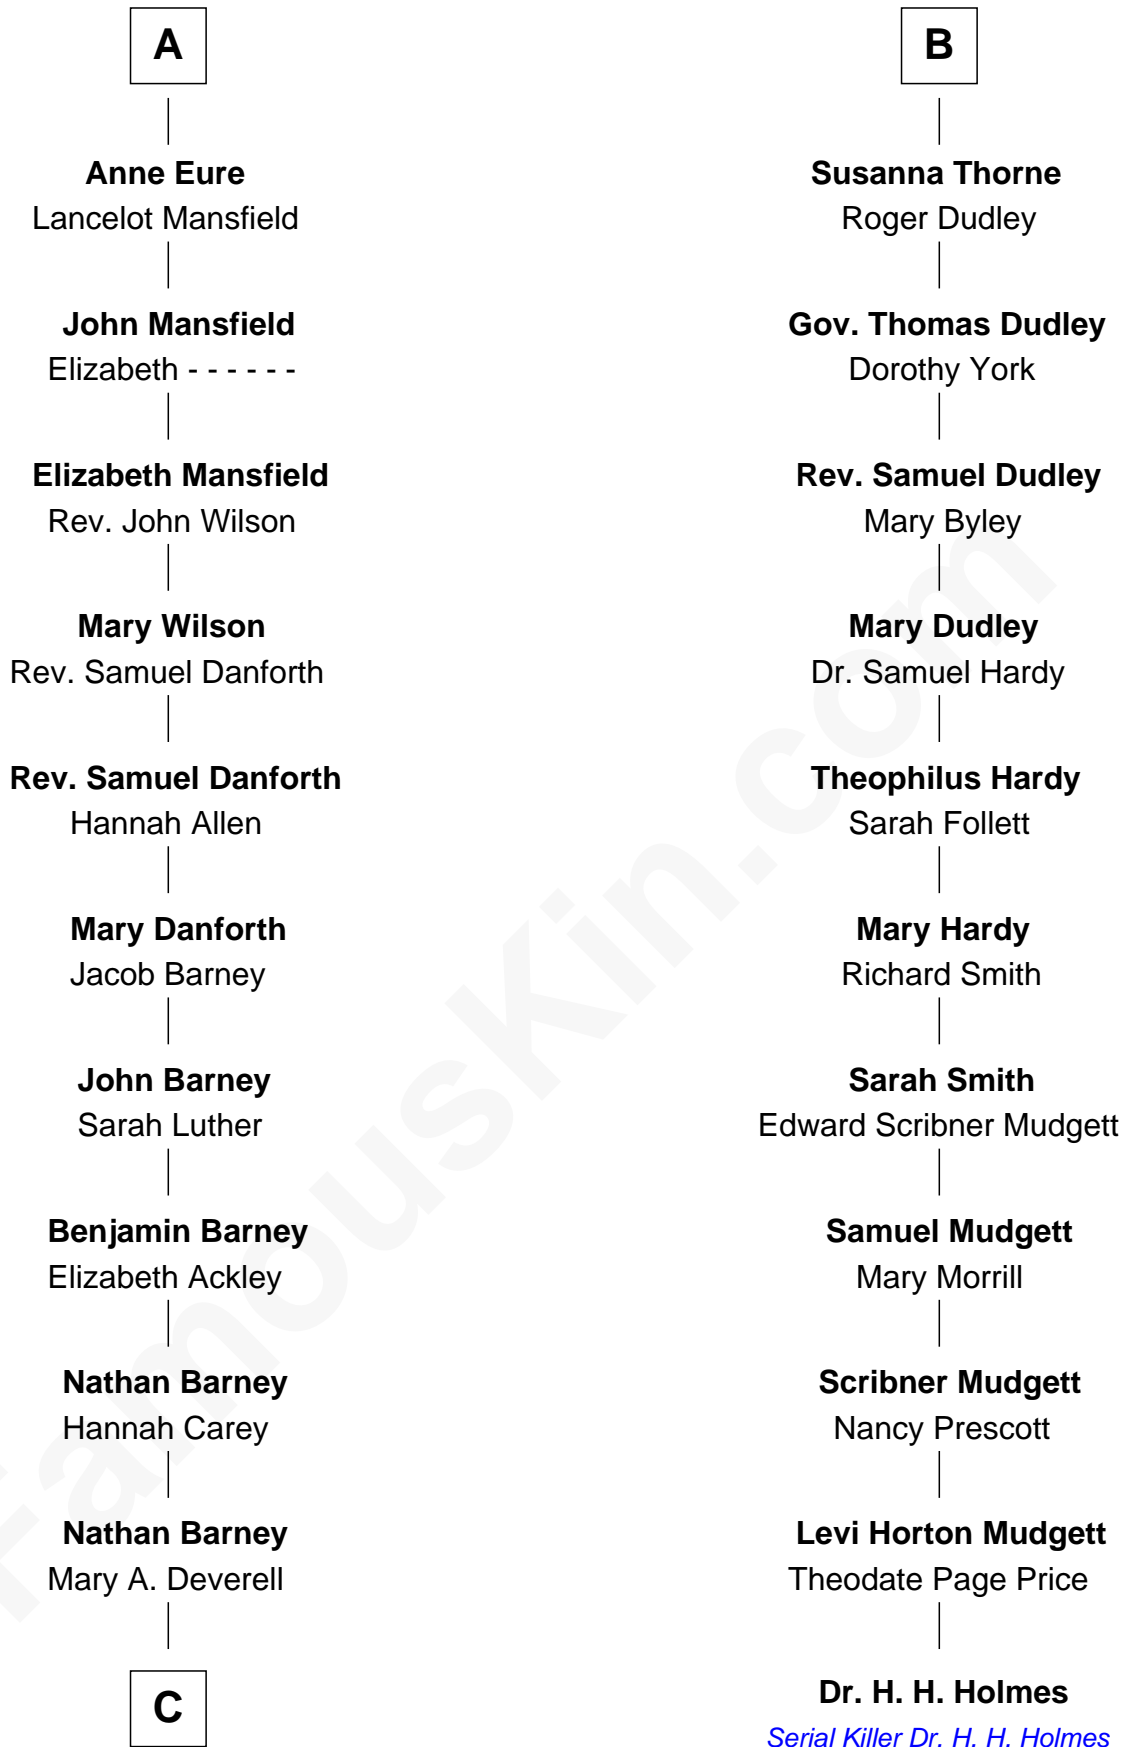 A
Anne Eure
Lancelot Mansfield
John Mansfield
Elizabeth - - - - - -
Elizabeth Mansfield
Rev. John Wilson
Mary Wilson
Rev. Samuel Danforth
Rev. Samuel Danforth
Hannah Allen
Mary Danforth
Jacob Barney
John Barney
Sarah Luther
Benjamin Barney
Elizabeth Ackley
Nathan Barney
Hannah Carey
Nathan Barney
Mary A. Deverell
C
B
Susanna Thorne
Roger Dudley
Gov. Thomas Dudley
Dorothy York
Rev. Samuel Dudley
Mary Byley
Mary Dudley
Dr. Samuel Hardy
Theophilus Hardy
Sarah Follett
Mary Hardy
Richard Smith
Sarah Smith
Edward Scribner Mudgett
Samuel Mudgett
Mary Morrill
Scribner Mudgett
Nancy Prescott
Levi Horton Mudgett
Theodate Page Price
Dr. H. H. Holmes
Serial Killer Dr. H. H. Holmes
FamousKin.com